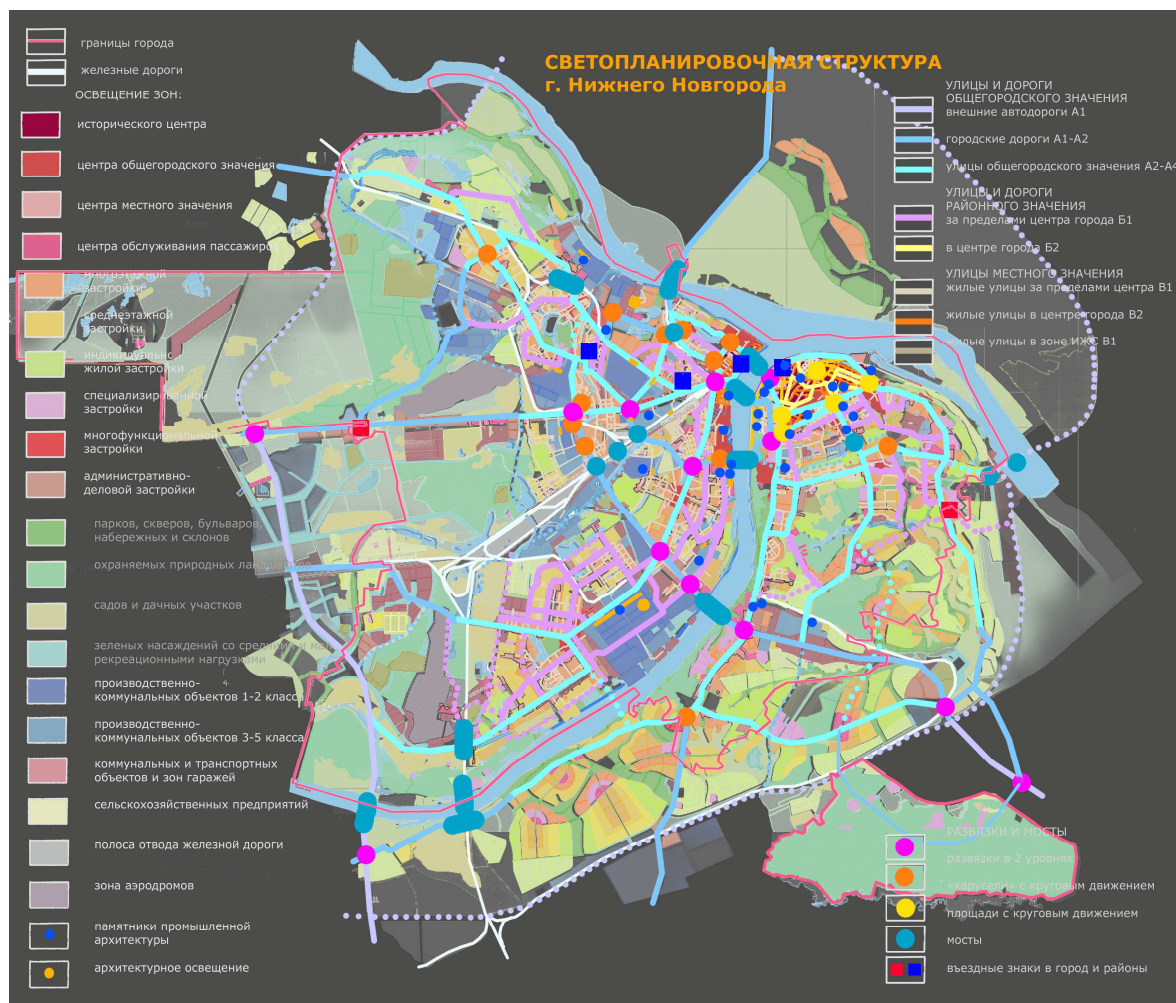 СВЕТОПЛАНИРОВОЧНАЯ СТРУКТУРА
г. Нижнего Новгорода
границы города
железные дороги
ОСВЕЩЕНИЕ ЗОН:
исторического центра
центра общегородского значения
центра местного значения
центра обслуживания пассажиров
многоэтажной
застройки
среднеэтажной
застройки
индивидуально
жилой застройки
специализированной
застройки
многофункциональной
застройки
административно-
деловой застройки
парков, скверов, бульваров,
набережных и склонов
охраняемых природных ландшафтов
садов и дачных участков
зеленых насаждений со средними и
рекреационными нагрузками
производственно-
коммунальных объектов 1-2 класса
производственно-
коммунальных объектов 3-5 класса
коммунальных и транспортных
объектов и зон гаражей
сельскохозяйственных предприятий
полоса отвода железной дороги
зона аэродромов
памятники промышленной
архитектуры
архитектурное освещение
УЛИЦЫ И ДОРОГИ
ОБЩЕГОРОДСКОГО ЗНАЧЕНИЯ
внешние автодороги А1
городские дороги А1-А2
улицы общегородского значения А2-А4
УЛИЦЫ И ДОРОГИ
РАЙОННОГО ЗНАЧЕНИЯ
за пределами центра города Б1
в центре города Б2
УЛИЦЫ МЕСТНОГО ЗНАЧЕНИЯ
жилые улицы за пределами центра В1
жилые улицы в центре города В2
жилые улицы в зоне ИЖС В1
РАЗВЯЗКИ И МОСТЫ
развязки в 2 уровнях
«карусели» с круговым движением
площади с круговым движением
мосты
въездные знаки в город и районы